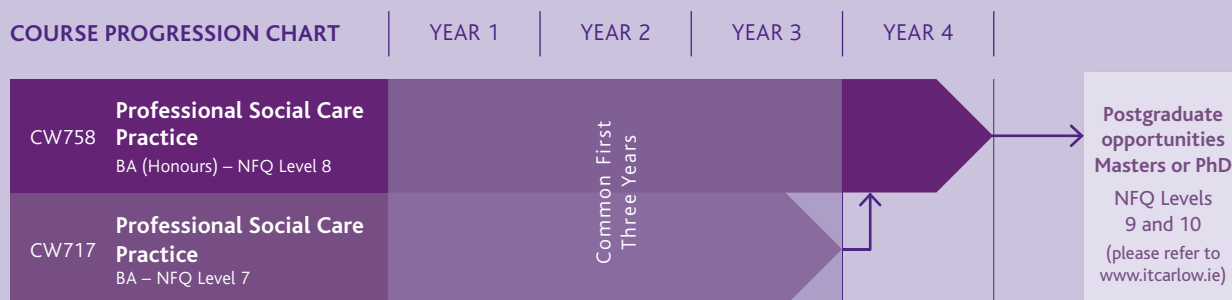 COURSE PROGRESSION CHART
YEAR 1
YEAR 2
YEAR 3
YEAR 4
CW758
Professional Social Care
Practice
BA (Honours) – NFQ Level 8
CW717
Professional Social Care
Practice
BA – NFQ Level 7
Common First
Three Years
Postgraduate
opportunities
Masters or PhD
NFQ Levels
9 and 10
(please refer to
www.itcarlow.ie)